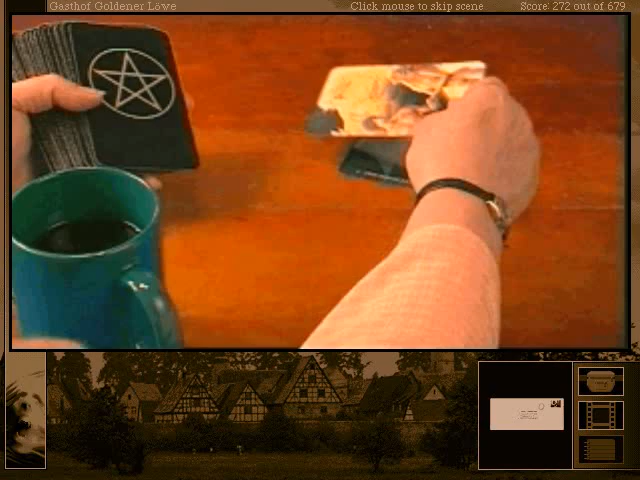 Gasthof Goldener Löwe
Click mouse to skip scene
Score: 272 out of 679